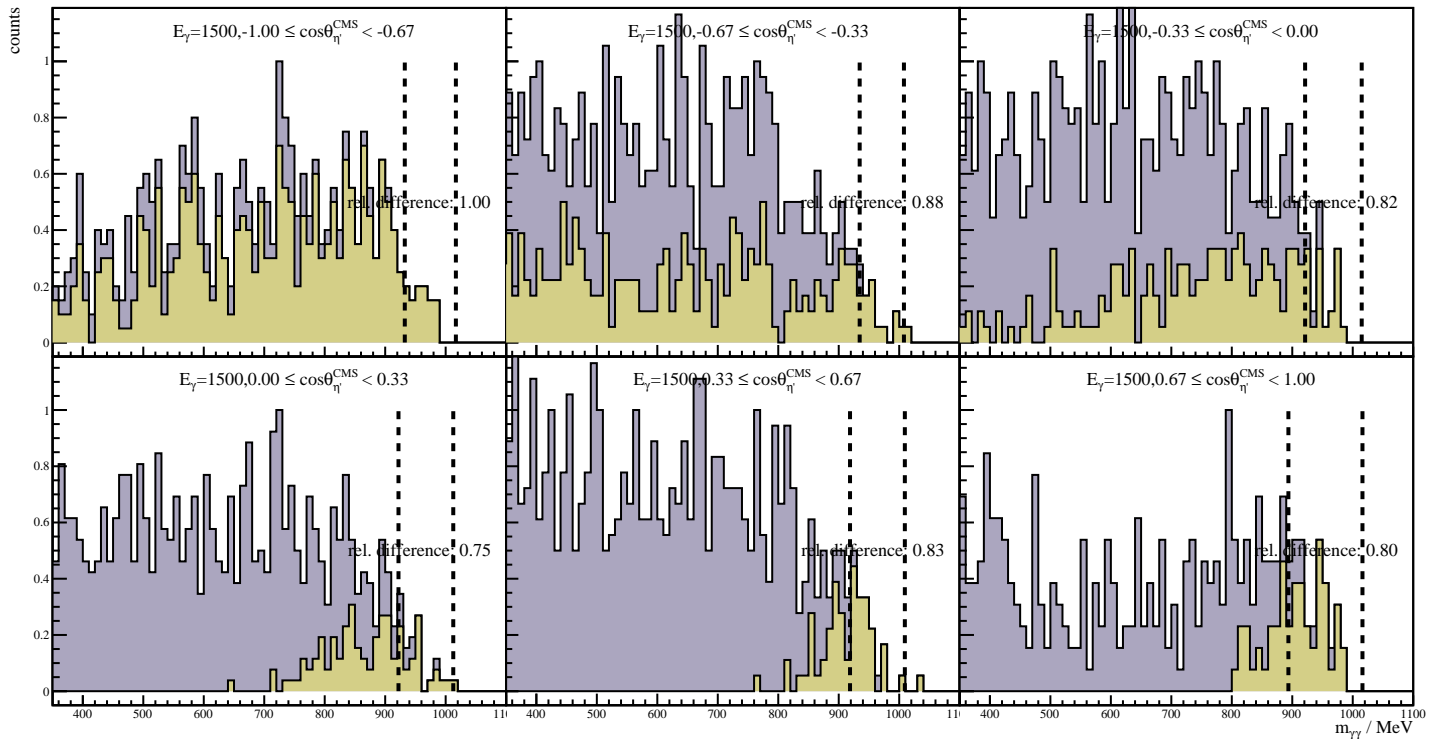 counts
E_γ=1500,-1.00 ≤ cosθ_η'^CMS < -0.67
E_γ=1500,-0.67 ≤ cosθ_η'^CMS < -0.33
E_γ=1500,-0.33 ≤ cosθ_η'^CMS < 0.00
1
0.8
0.6
0.4
0.2
0
rel. difference: 1.00
rel. difference: 0.88
rel. difference: 0.82
E_γ=1500,0.00 ≤ cosθ_η'^CMS < 0.33
E_γ=1500,0.33 ≤ cosθ_η'^CMS < 0.67
E_γ=1500,0.67 ≤ cosθ_η'^CMS < 1.00
1
0.8
0.6
0.4
0.2
0
rel. difference: 0.75
rel. difference: 0.83
rel. difference: 0.80
400 500 600 700 800 900 1000
400 500 600 700 800 900 1000
400 500 600 700 800 900 1000 1100
m_γγ / MeV